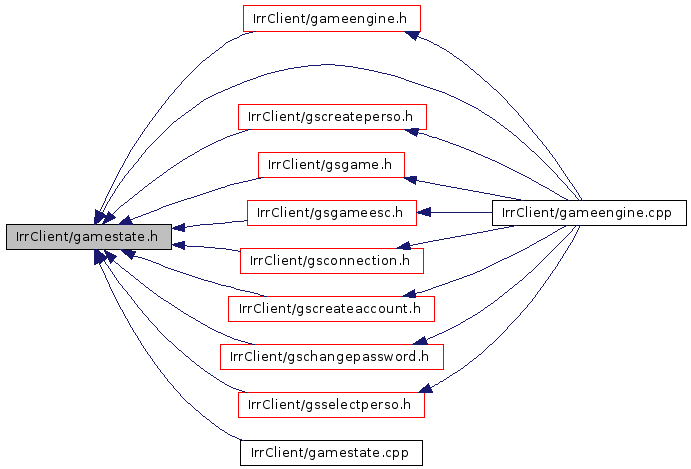 IrrClient/gameengine.h
IrrClient/gscreateperso.h
IrrClient/gsgame.h
IrrClient/gsgameesc.h
IrrClient/gameengine.cpp
IrrClient/gamestate.h
IrrClient/gsconnection.h
IrrClient/gscreateaccount.h
IrrClient/gschangepassword.h
IrrClient/gsselectperso.h
IrrClient/gamestate.cpp